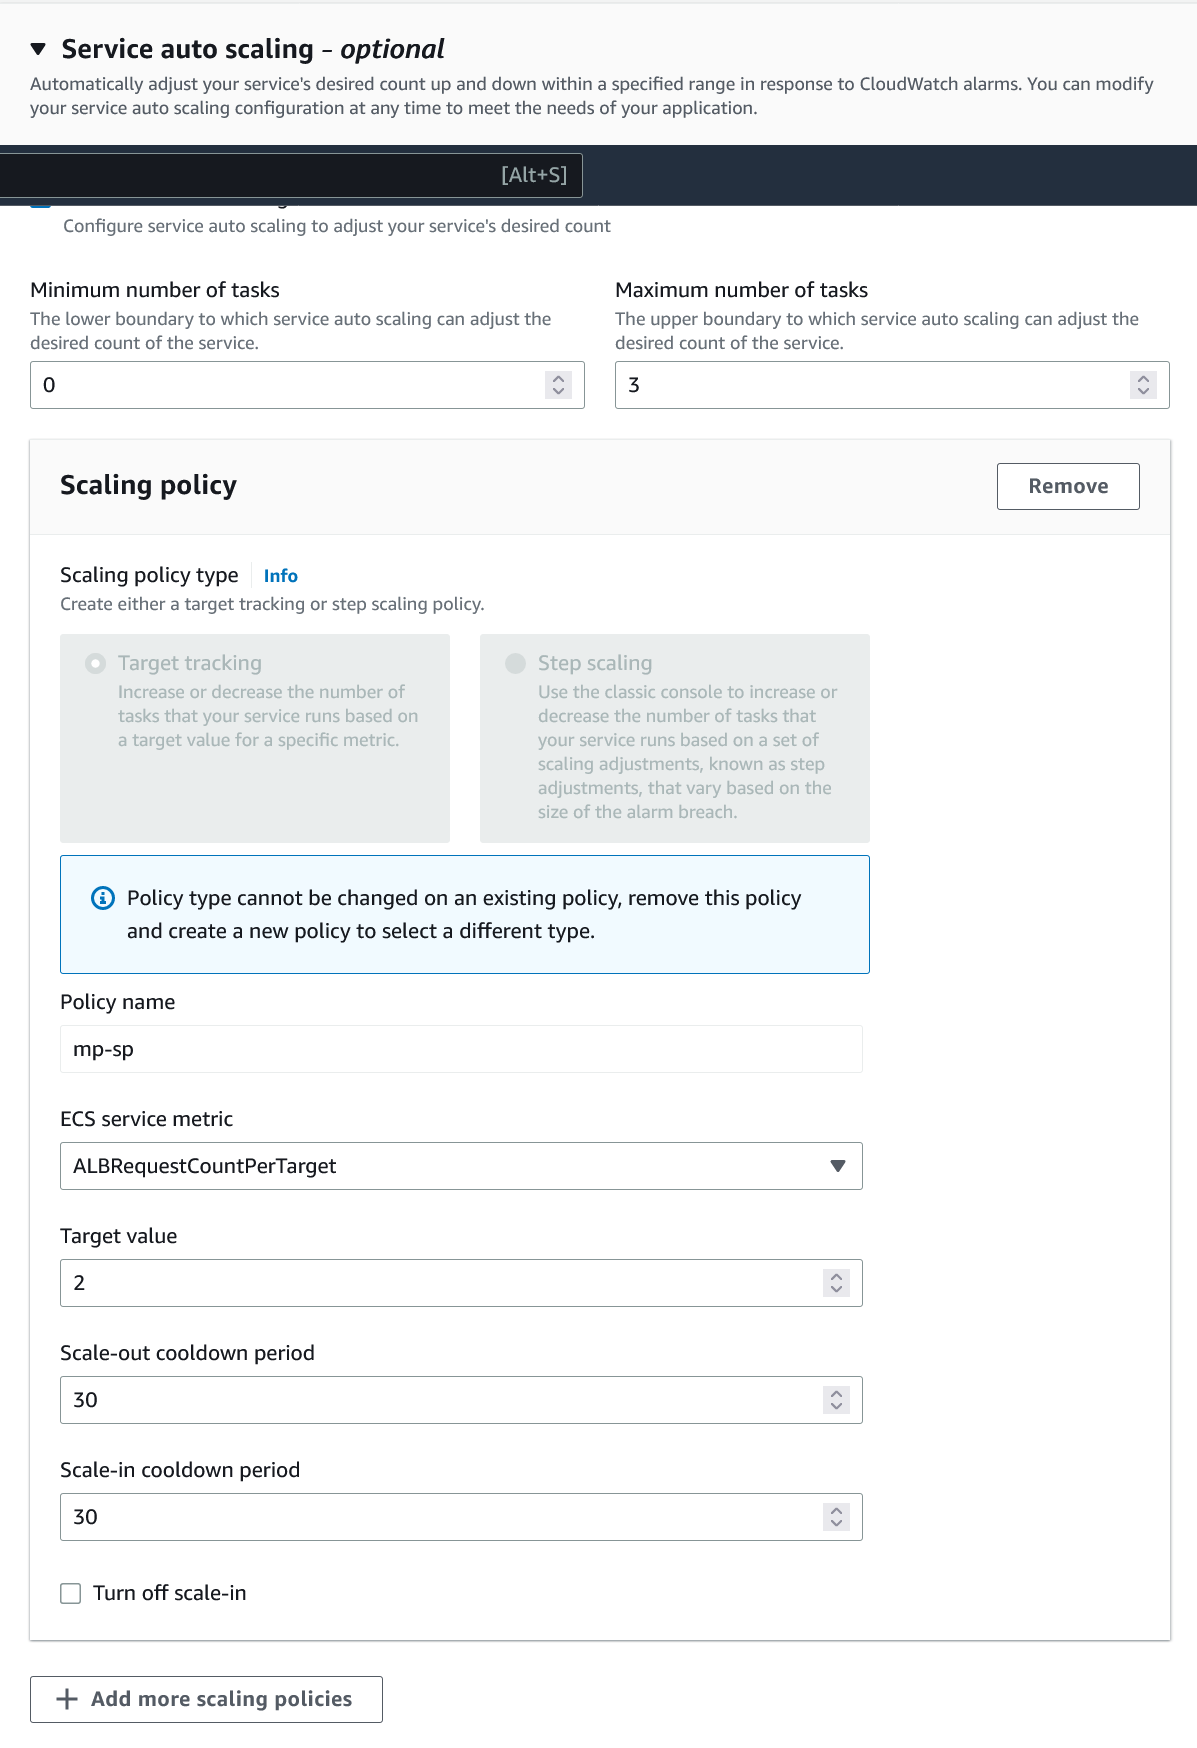 Service auto scaling - optional
Automatically adjust your service's desired count up and down within a specified range in response to CloudWatch alarms. You can modify
your service auto scaling configuration at any time to meet the needs of your application.
[Alt+S]
Configure service auto scaling to adjust your service's desired count
Minimum number of tasks
The lower boundary to which service auto scaling can adjust the
desired count of the service.
0
Maximum number of tasks
The upper boundary to which service auto scaling can adjust the
desired count of the service.
3
Scaling policy
Remove
Scaling policy type
Info
Create either a target tracking or step scaling policy.
Target tracking
Increase or decrease the number of
tasks that your service runs based on
a target value for a specific metric.
Step scaling
Use the classic console to increase or
decrease the number of tasks that
your service runs based on a set of
scaling adjustments, known as step
adjustments, that vary based on the
size of the alarm breach.
Policy type cannot be changed on an existing policy, remove this policy
and create a new policy to select a different type.
Policy name
mp-sp
ECS service metric
ALBRequestCountPerTarget
Target value
2
Scale-out cooldown period
30
Scale-in cooldown period
30
Turn off scale-in
Add more scaling policies